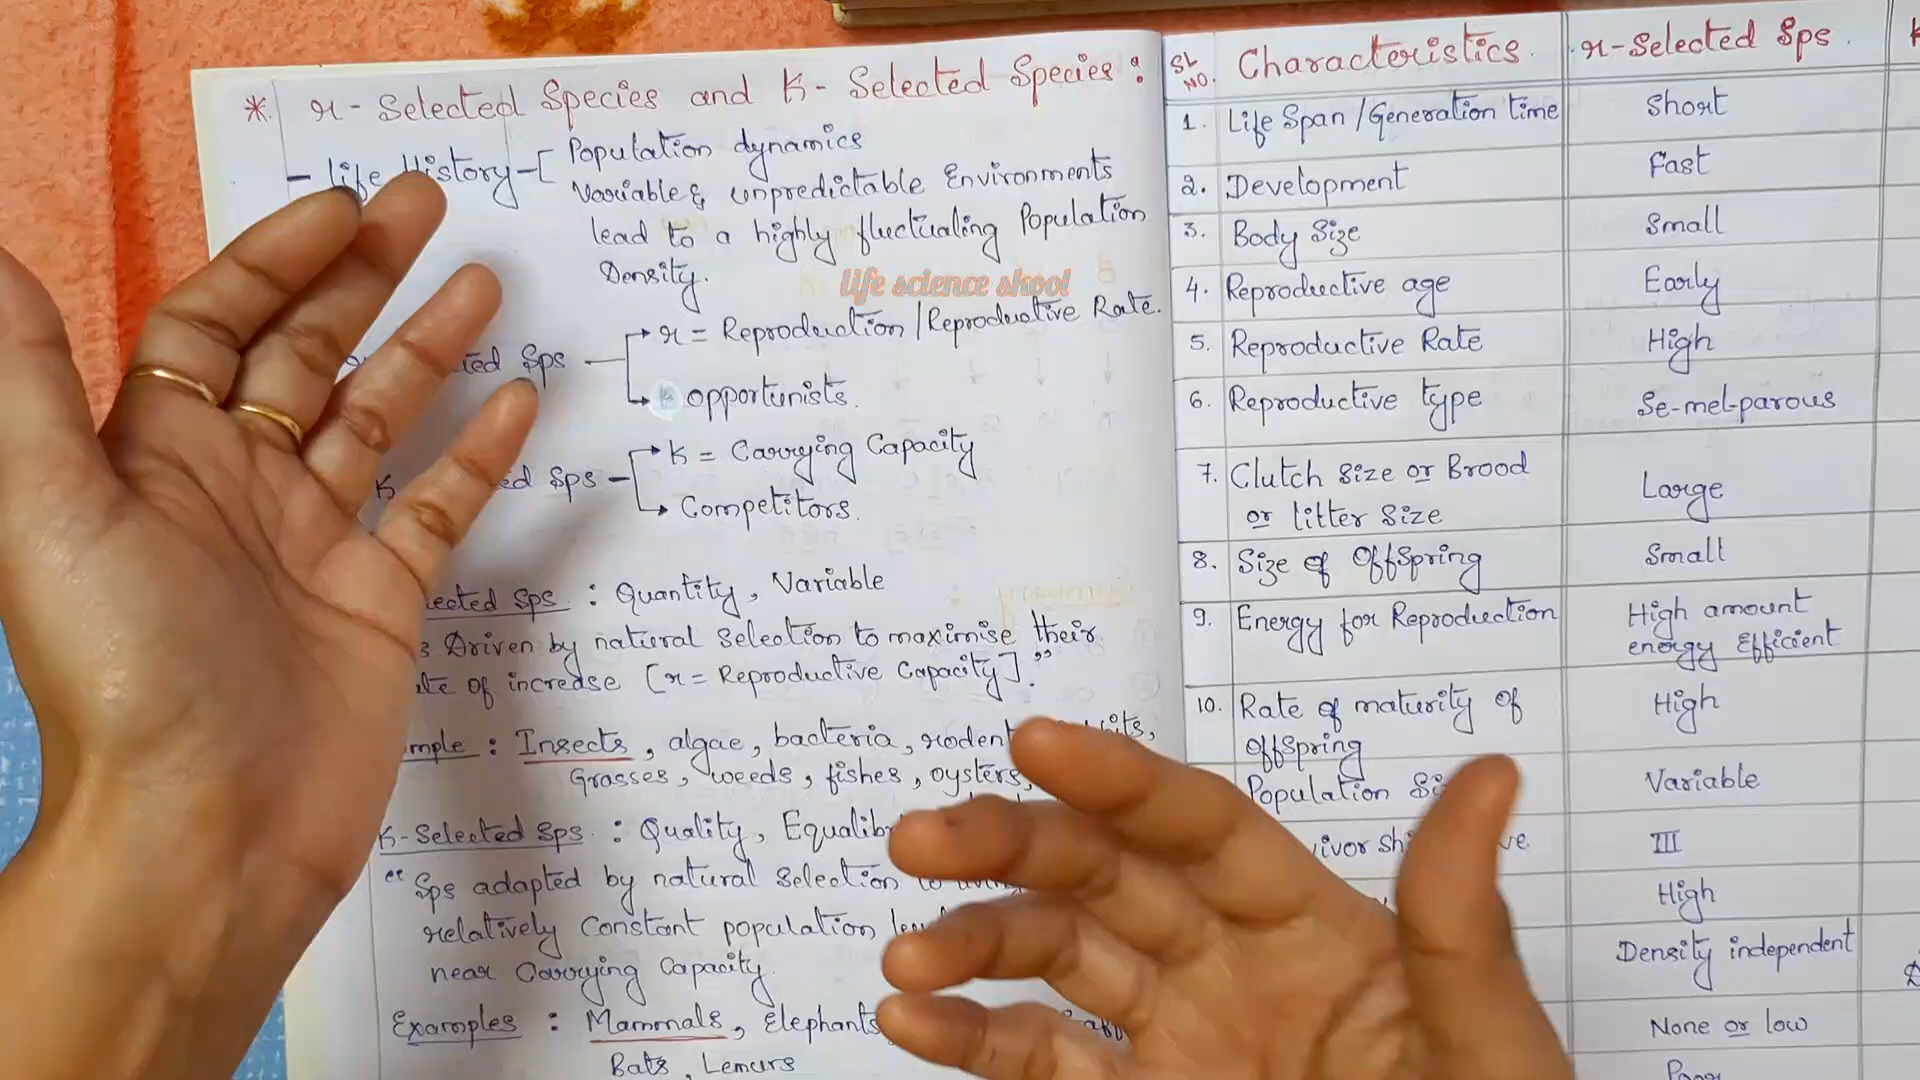 * r - Selected Species and K - Selected Species :
- Life History - [ Population dynamics
Variable & unpredictable Environments
lead to a highly fluctualing Population
Density.
life science skool
Sps → r = Reproduction / Reproductive Rate.
→ opportunists.
K Sps → K = Carrying Capacity
→ Competitors.
Sps : Quantity, Variable
Driven by natural selection to maximise their
of increase [r = Reproductive Capacity]."
: Insects, algae, bacteria,
Grasses, weeds, fishes, oysters,
K-Selected Sps : Quality,
" Sps adapted by natural selection
relatively Constant population
near Carrying Capacity.
Examples : Mammals, Elephants
Bats, Lemurs
SL NO. Characteristics r-Selected Sps.
1. Life Span / Generation time Short
2. Development Fast
3. Body Size Small
4. Reproductive age Early
5. Reproductive Rate High
6. Reproductive type Se-mel-parous
7. Clutch Size or Brood
or litter Size Large
8. Size of Offspring Small
9. Energy for Reproduction High amount
energy Efficient
10. Rate of maturity of
Offspring High
Population Variable
III
High
Density independent
None or low